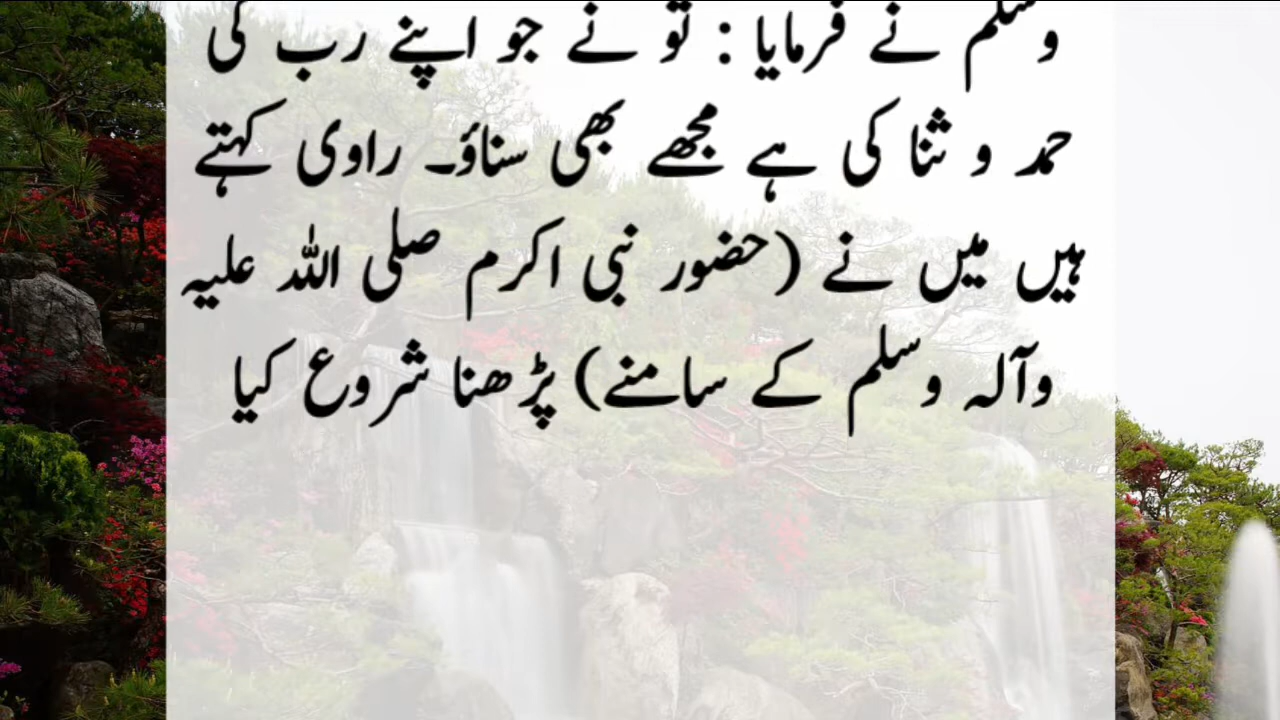 وسلم نے فرمایا : تو نے جو اپنے رب کی
حمد و ثنا کی ہے مجھے بھی سناؤ۔ راوی کہتے
ہیں میں نے (حضور نبی اکرم صلی اللہ علیہ
وآلہ وسلم کے سامنے) پڑھنا شروع کیا